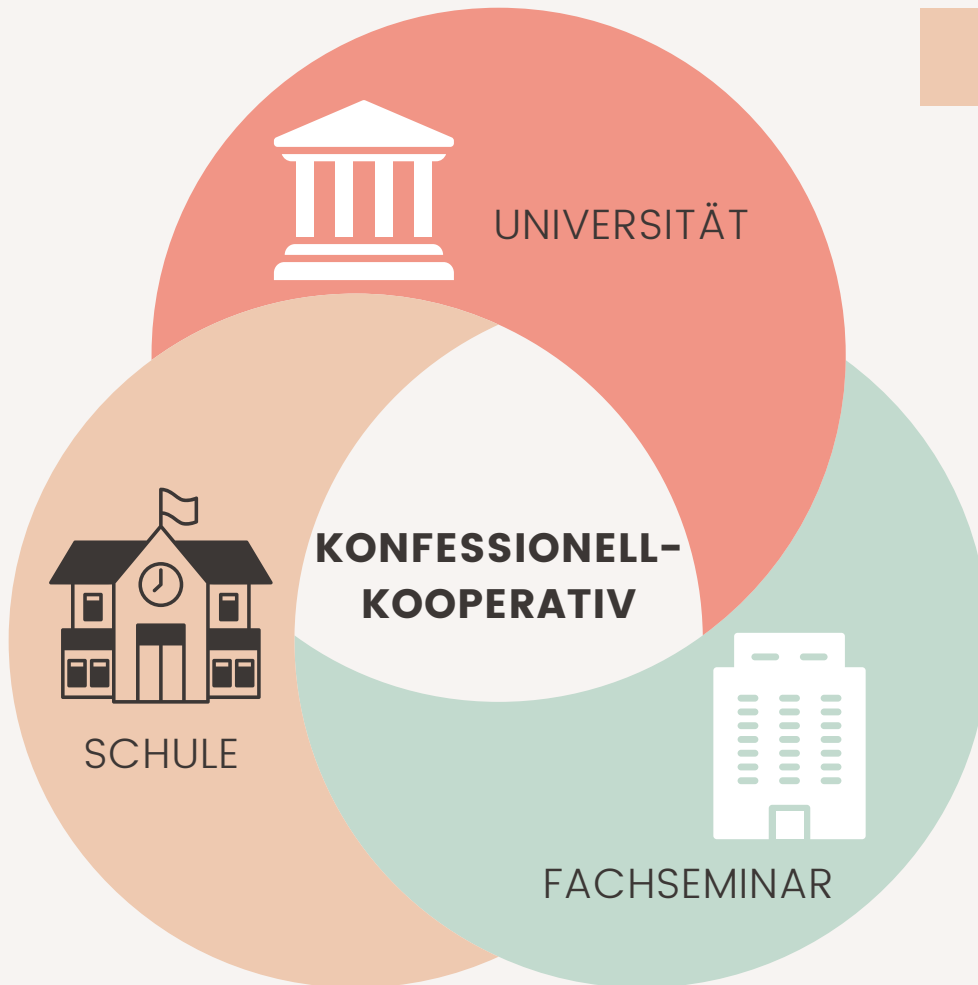 UNIVERSITÄT
KONFESSIONELL-
KOOPERATIV
SCHULE
FACHSEMINAR